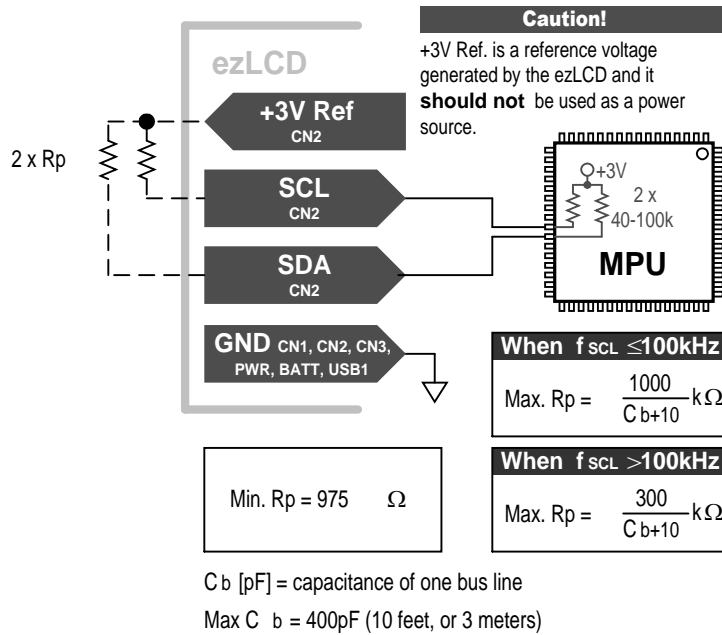 Caution!
+3V Ref. is a reference voltage
generated by the ezLCD and it
should not be used as a power
source.
ezLCD
+3V Ref
CN2
2 x Rp
SCL
CN2
SDA
CN2
GND CN1, CN2, CN3,
PWR, BATT, USB1
+3V
2 x
40-100k
MPU
When f SCL ≤100kHz
Max. Rp = 1000
C b+10 kΩ
When f SCL >100kHz
Max. Rp = 300
C b+10 kΩ
Min. Rp = 975 Ω
C b [pF] = capacitance of one bus line
Max C b = 400pF (10 feet, or 3 meters)